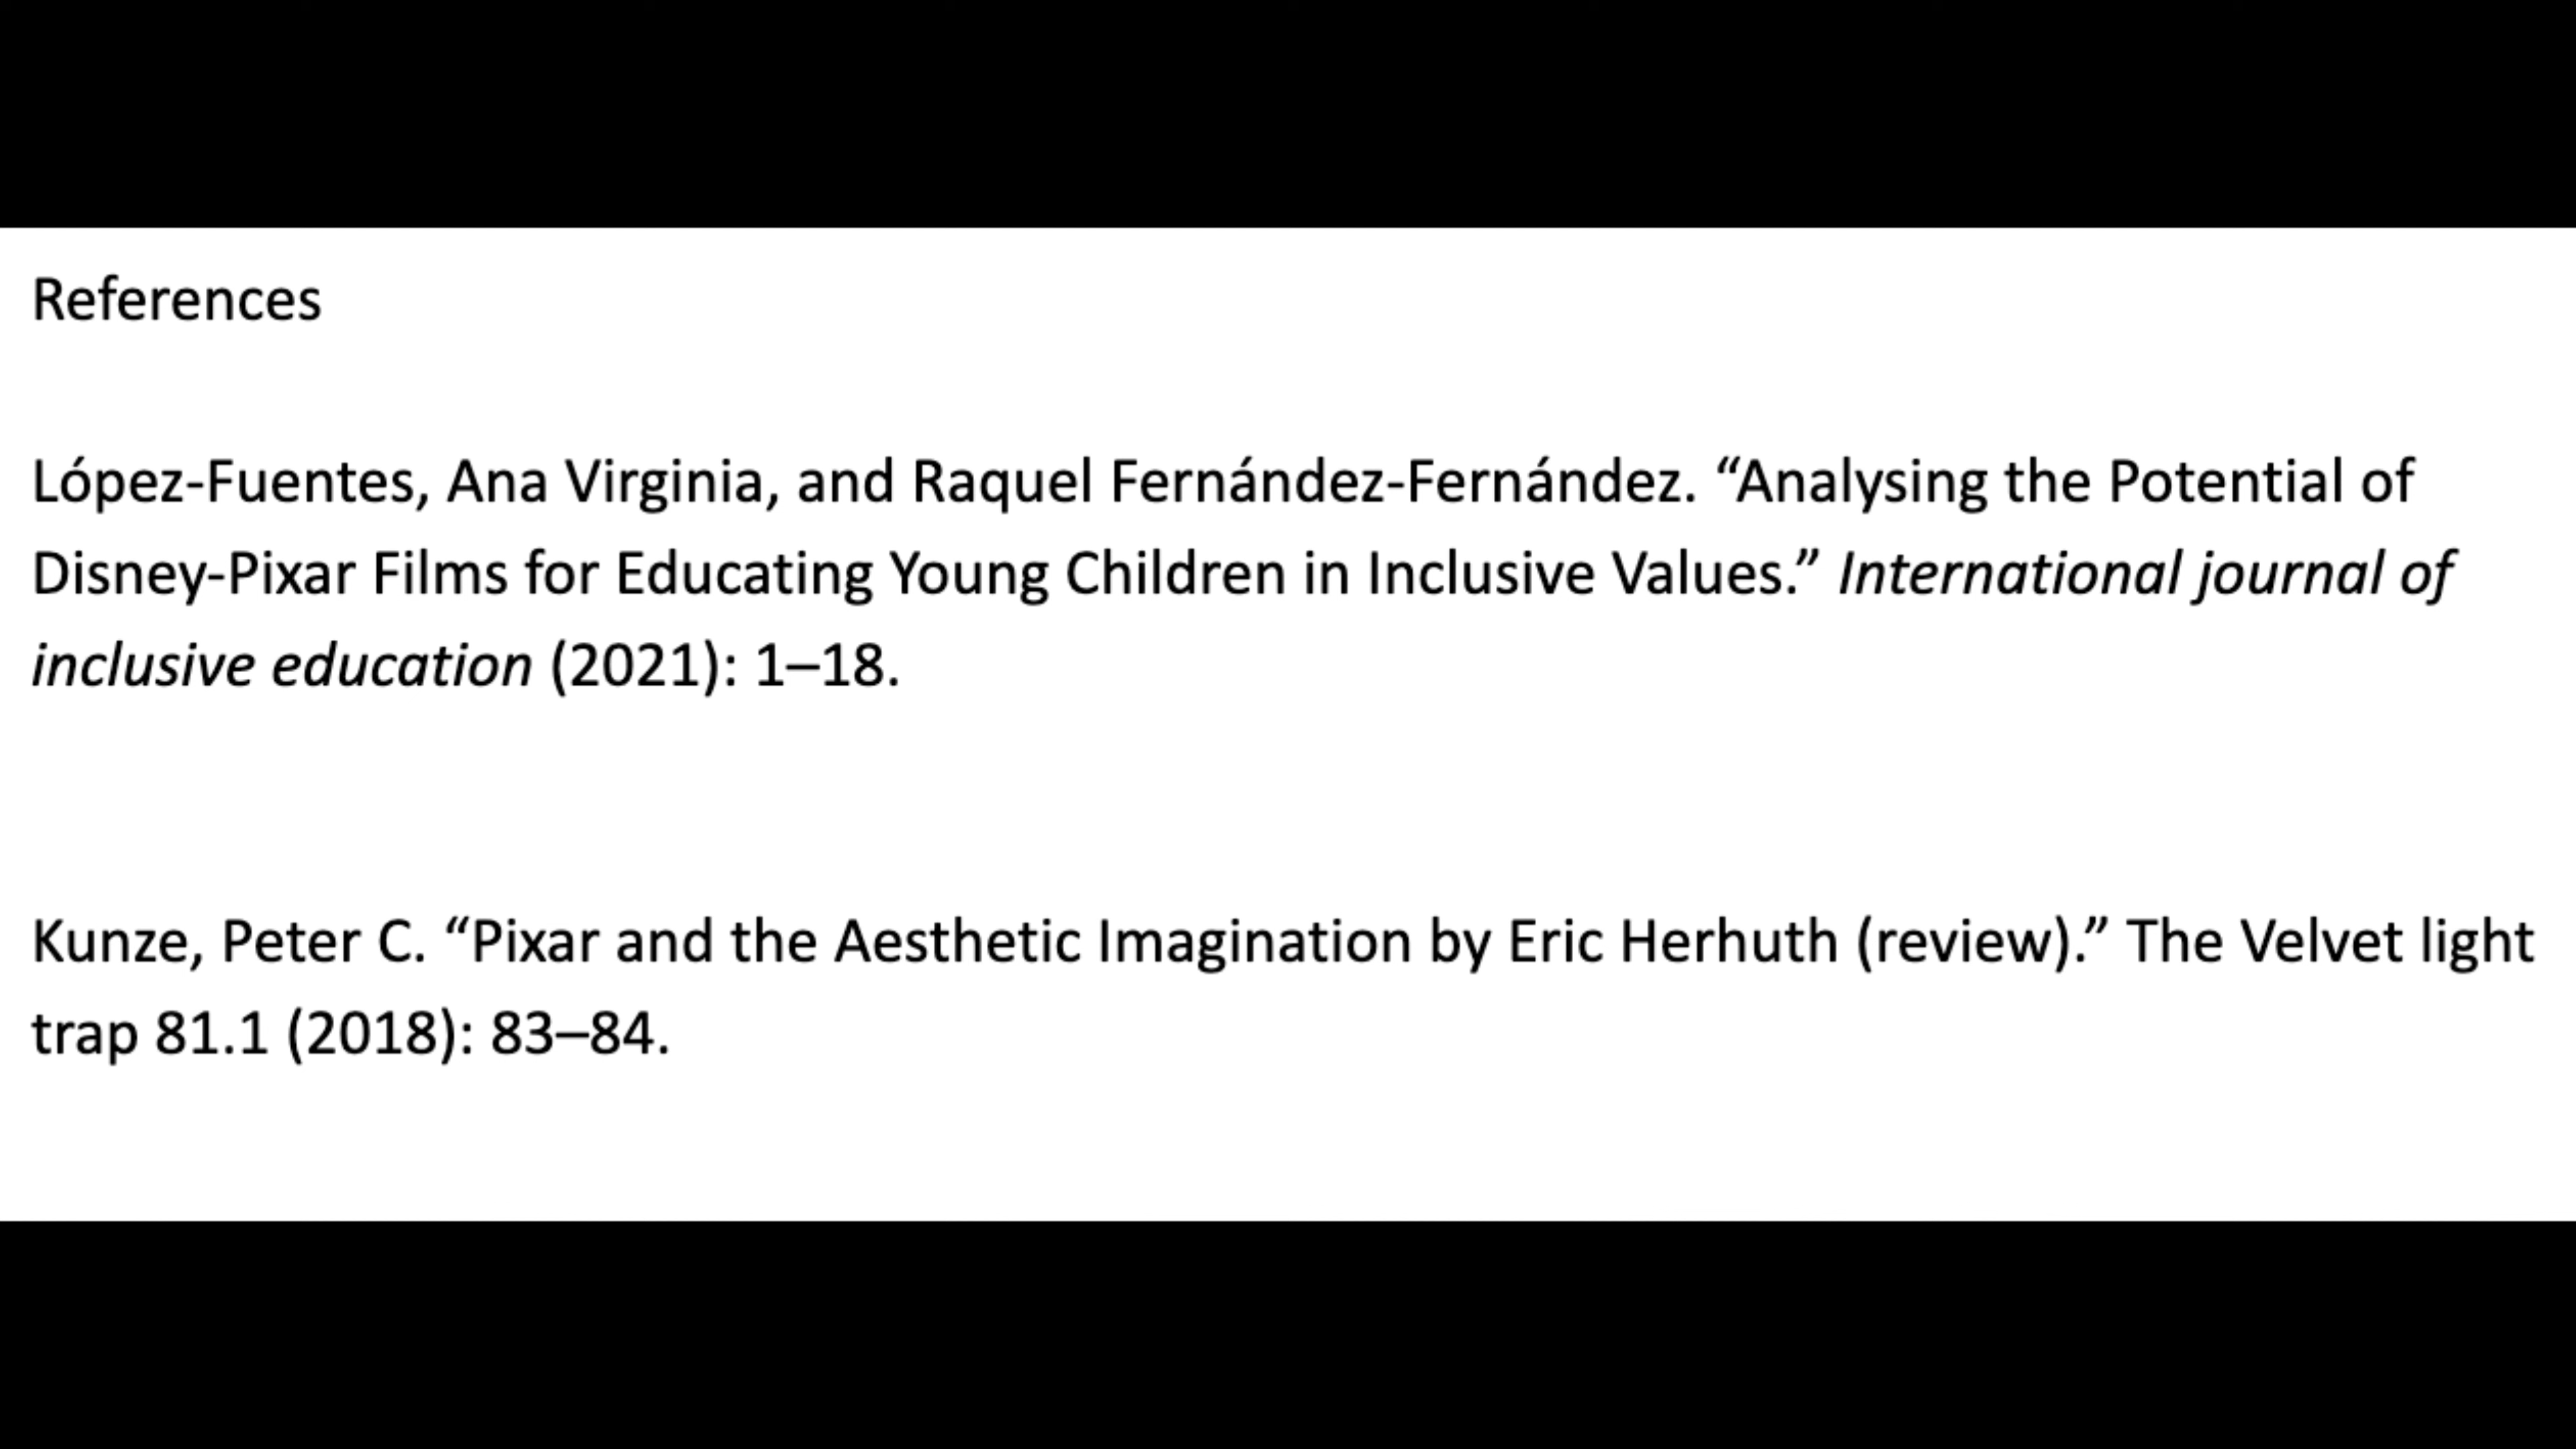 References
López-Fuentes, Ana Virginia, and Raquel Fernández-Fernández. “Analysing the Potential of
Disney-Pixar Films for Educating Young Children in Inclusive Values.” International journal of
inclusive education (2021): 1–18.
Kunze, Peter C. “Pixar and the Aesthetic Imagination by Eric Herhuth (review).” The Velvet light
trap 81.1 (2018): 83–84.